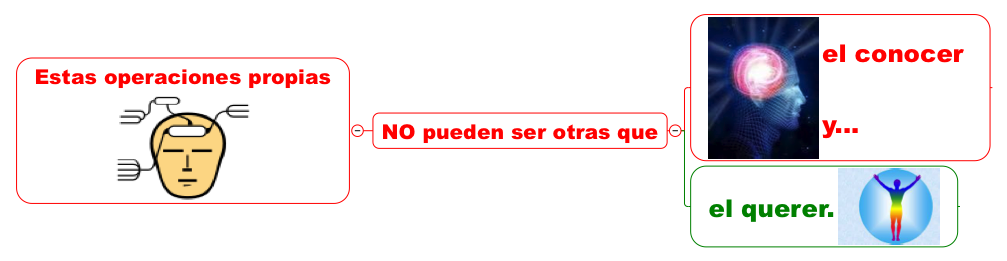 Estas operaciones propias
NO pueden ser otras que
el conocer
y...
el querer.